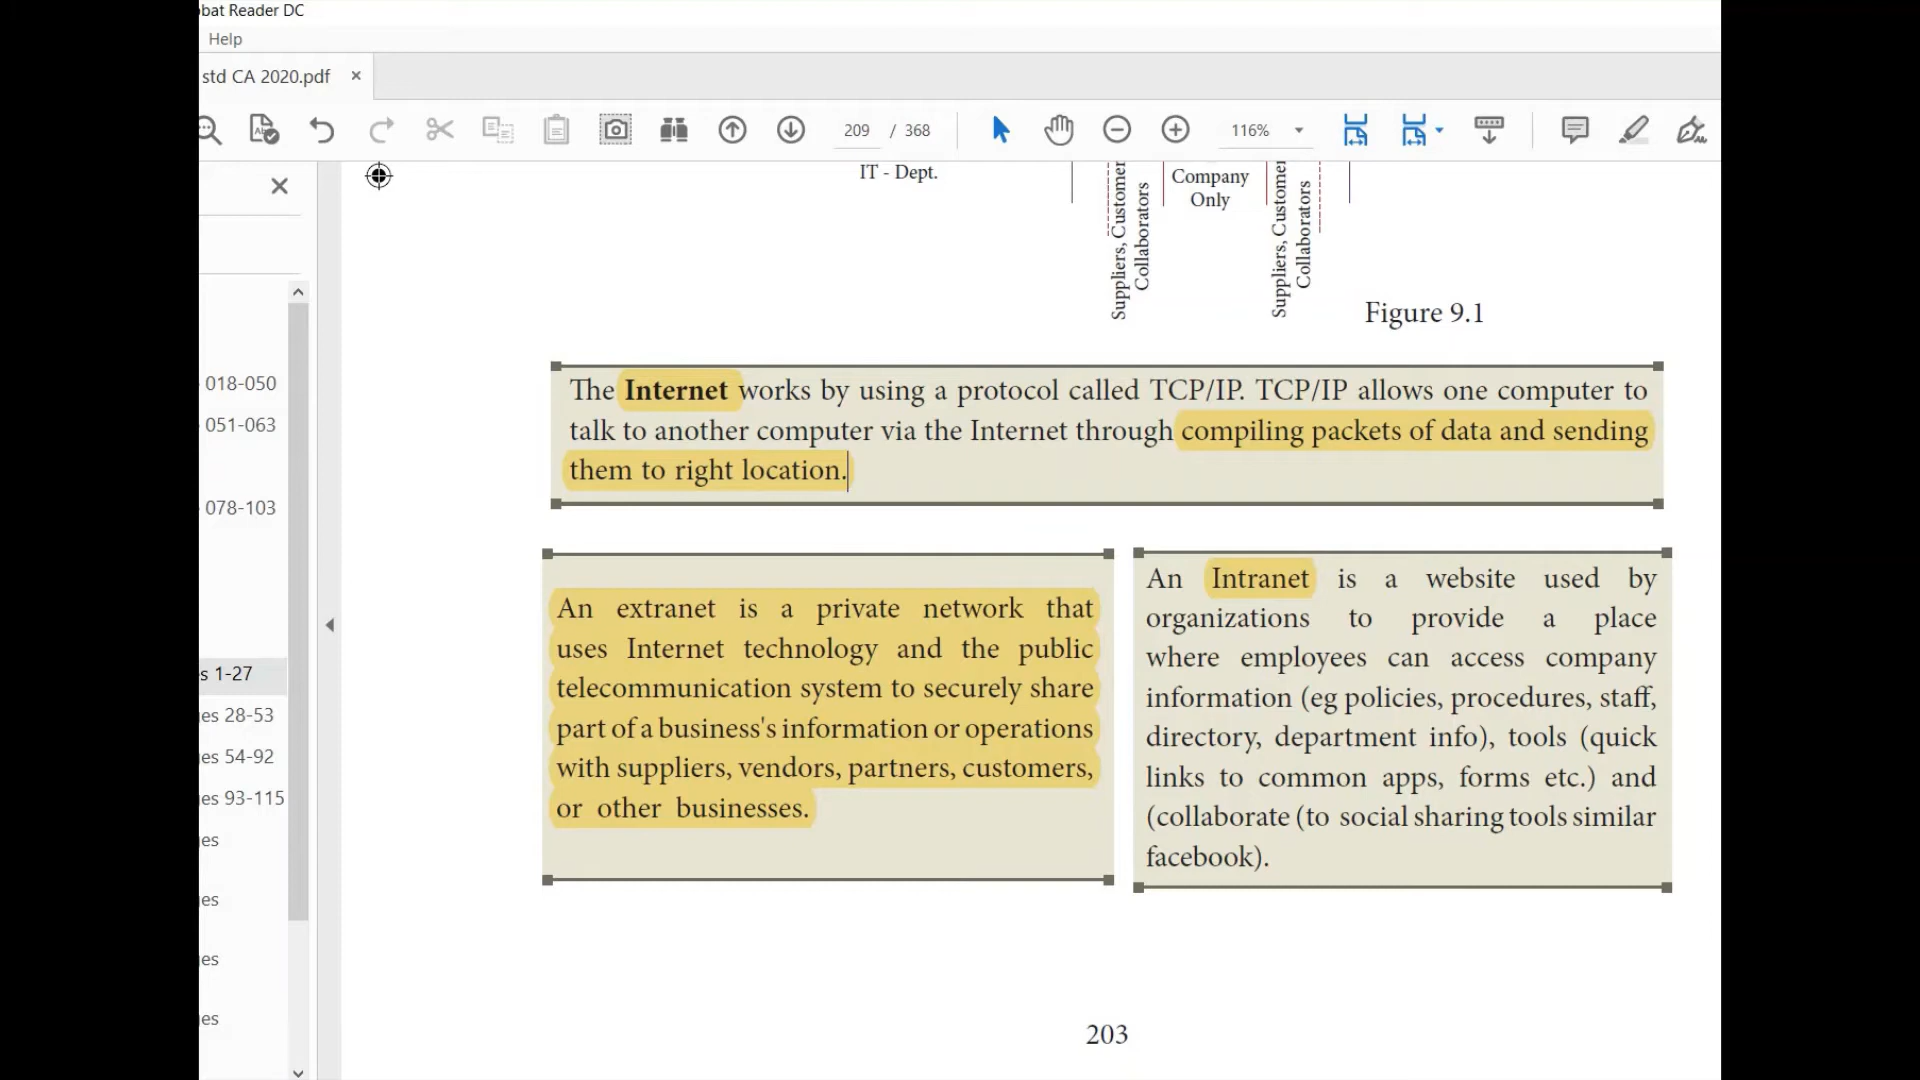 bat Reader DC
Help
std CA 2020.pdf
209 / 368
116%
018-050
051-063
078-103
s 1-27
es 28-53
es 54-92
es 93-115
es
es
es
es
IT - Dept.
Suppliers, Customer
Collaborators
Company
Only
Suppliers, Customer
Collaborators
Figure 9.1
The Internet works by using a protocol called TCP/IP. TCP/IP allows one computer to
talk to another computer via the Internet through compiling packets of data and sending
them to right location.
An extranet is a private network that
uses Internet technology and the public
telecommunication system to securely share
part of a business's information or operations
with suppliers, vendors, partners, customers,
or other businesses.
An Intranet is a website used by
organizations to provide a place
where employees can access company
information (eg policies, procedures, staff,
directory, department info), tools (quick
links to common apps, forms etc.) and
(collaborate (to social sharing tools similar
facebook).
203